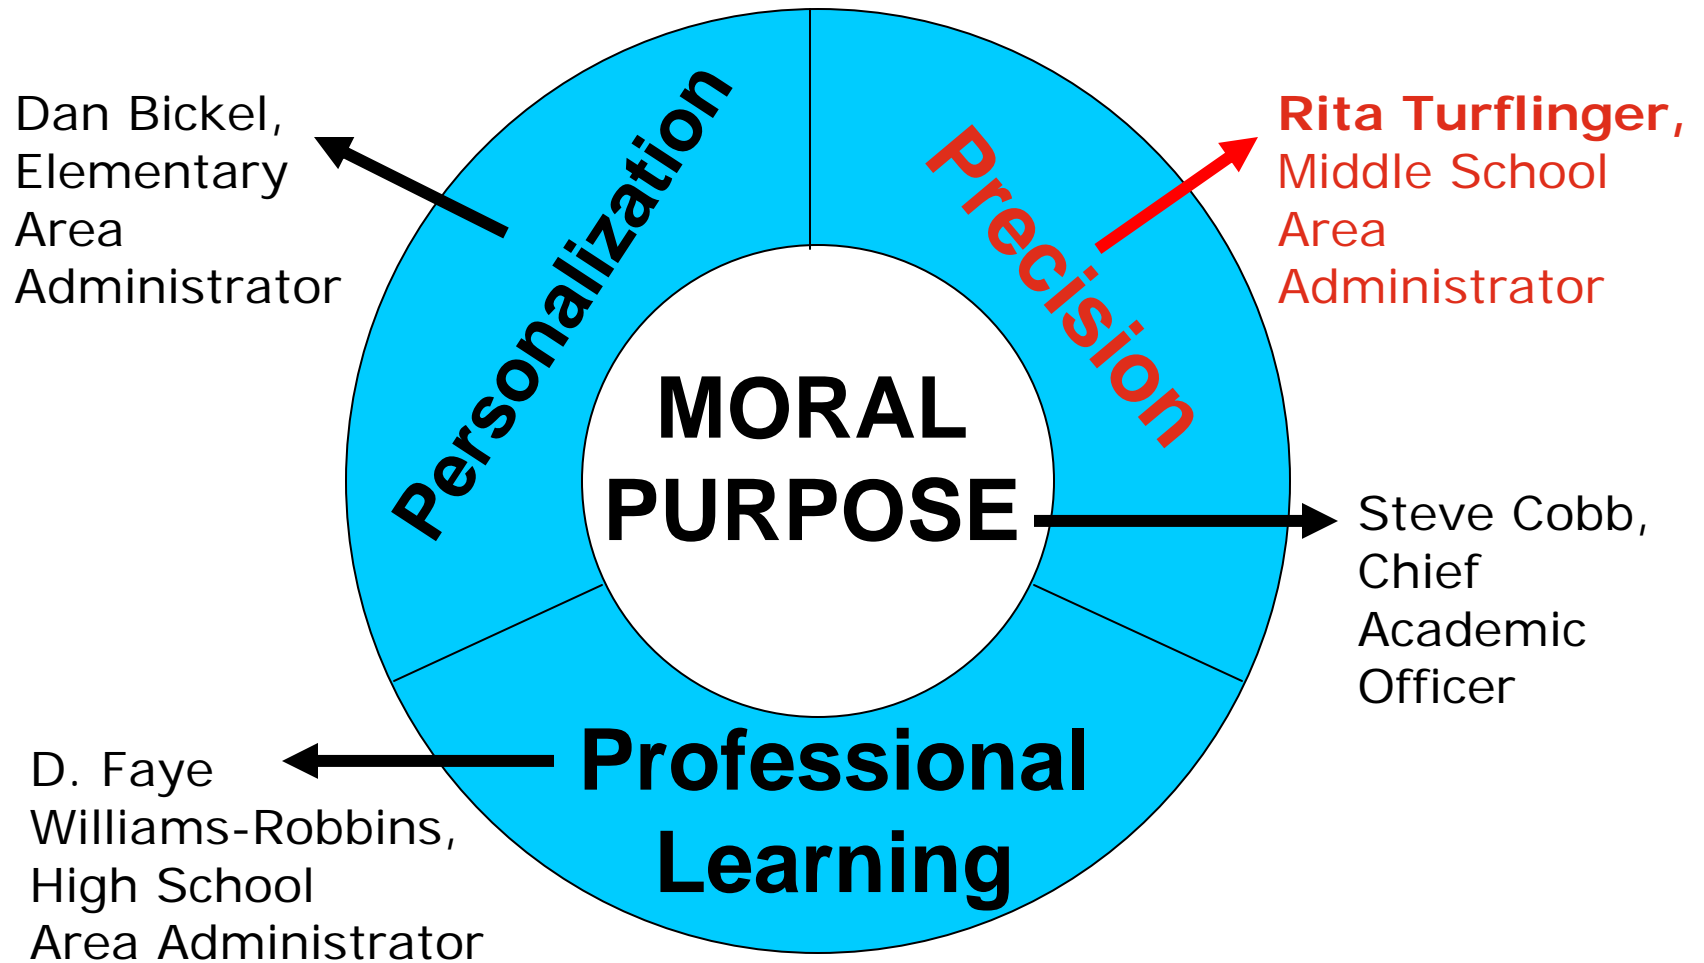 Dan Bickel,
Elementary
Area
Administrator
Personalization
Precision
Rita Turflinger,
Middle School
Area
Administrator
MORAL
PURPOSE
Steve Cobb,
Chief
Academic
Officer
Professional
Learning
D. Faye
Williams-Robbins,
High School
Area Administrator